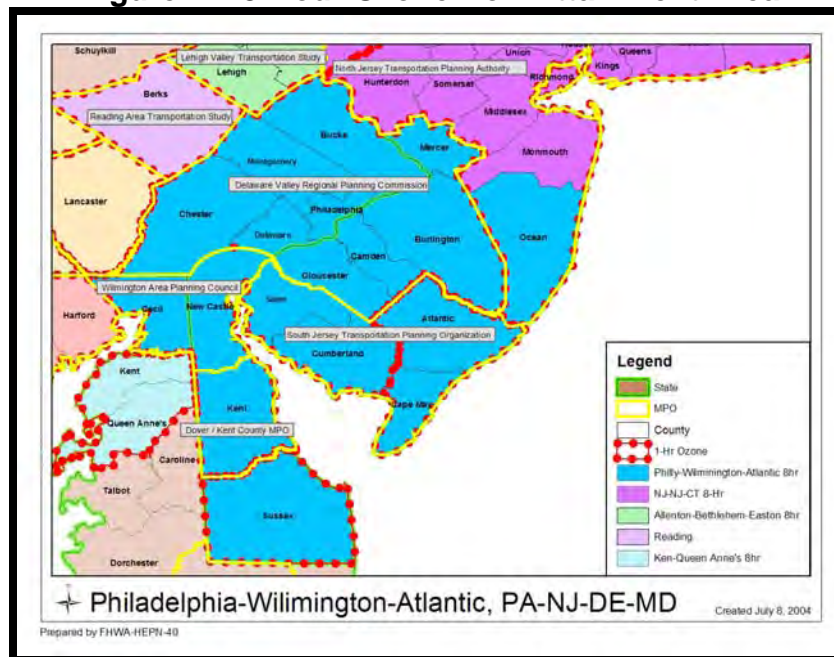 Schuylkill
Lehigh Valley Transportation Study
Lehigh
North Jersey Transportation Planning Authority
Hunterdon
Somerset
Union
Richmond
Kings
Queens
Berks
Reading Area Transportation Study
Middlesex
Bucks
Mercer
Monmouth
Montgomery
Delaware Valley Regional Planning Commission
Lancaster
Chester
Philadelphia
Delaware
Burlington
Ocean
Camden
Gloucester
Wilmington Area Planning Council
Harford
Cecil
New Castle
Salem
Atlantic
South Jersey Transportation Planning Organization
Cumberland
Kent
Kent
Cape May
Queen Anne's
Dover / Kent County MPO
Caroline
Talbot
Sussex
Dorchester
Legend
State
MPO
County
1-Hr Ozone
Philly-Wilminington-Atlantic 8hr
NJ-NJ-CT 8-Hr
Allenton-Bethlehem-Easton 8hr
Reading
Ken-Queen Anne's 8hr
Philadelphia-Wilimington-Atlantic, PA-NJ-DE-MD
Created July 8, 2004
Prepared by FHWA-HEPN-40